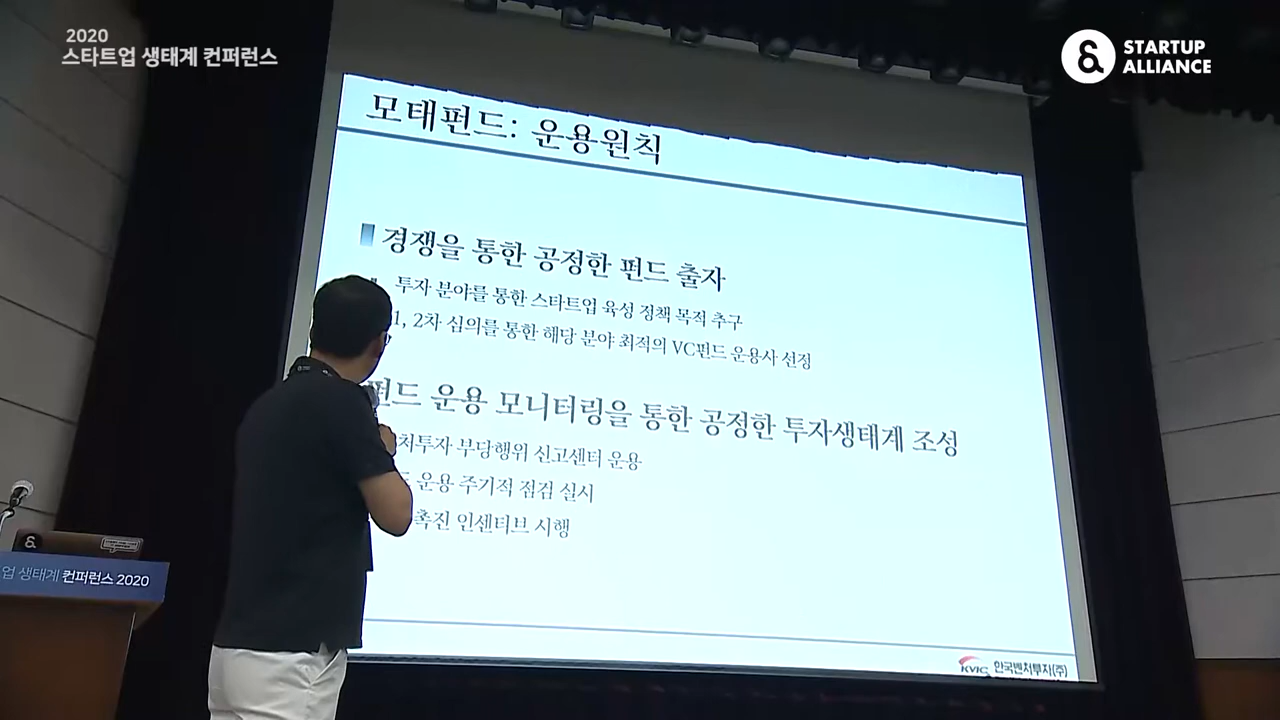 2020
스타트업 생태계 컨퍼런스
STARTUP
ALLIANCE
모태펀드: 운용원칙
경쟁을 통한 공정한 펀드 출자
투자 분야를 통한 스타트업 육성 정책 목적 추구
1, 2차 심의를 통한 해당 분야 최적의 VC펀드 운용사 선정
펀드 운용 모니터링을 통한 공정한 투자생태계 조성
처투자 부당행위 신고센터 운용
운용 주기적 점검 실시
촉진 인센티브 시행
KVIC 한국벤처투자(주)
업 생태계 컨퍼런스 2020